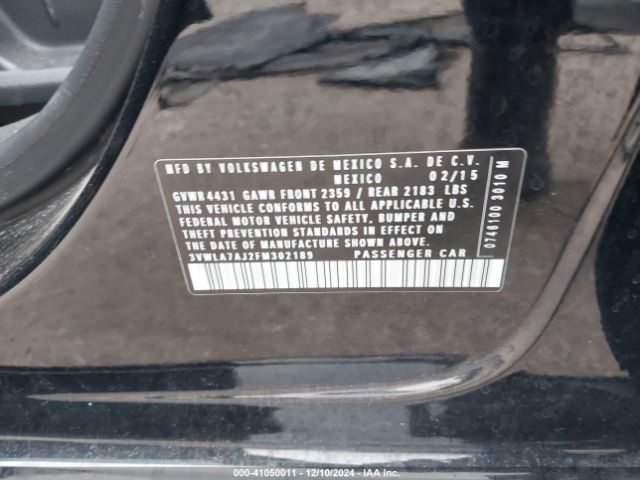 MFD BY VOLKSWAGEN DE MEXICO S.A. DE C.V.
MEXICO 02/15
GVWR 4431 GAWR FRONT 2359 / REAR 2183 LBS
THIS VEHICLE CONFORMS TO ALL APPLICABLE U.S.
FEDERAL MOTOR VEHICLE SAFETY, BUMPER AND
THEFT PREVENTION STANDARDS IN EFFECT
ON THE DATE OF MANUFACTURE SHOWN ABOVE.
3VWLA7AJ2FM302189 PASSENGER CAR
0746100 3010 M
000-41050011 - 12/10/2024 - IAA Inc.